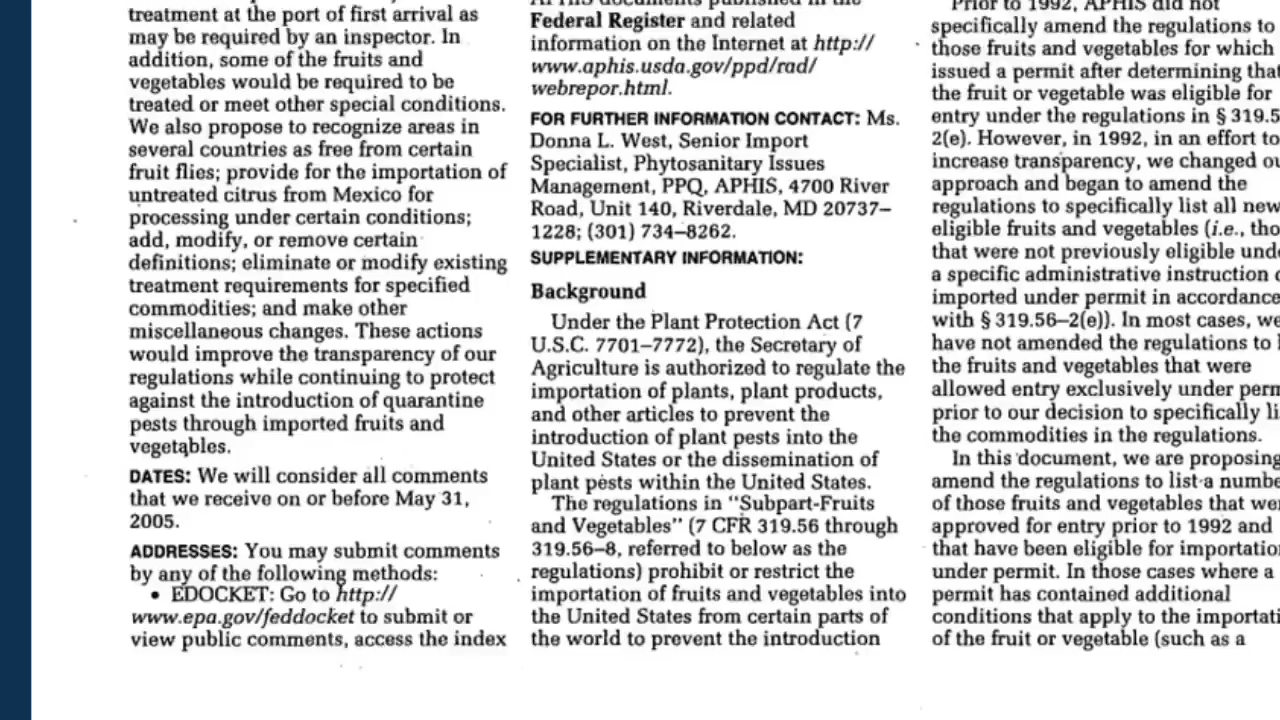 treatment at the port of first arrival as
may be required by an inspector. In
addition, some of the fruits and
vegetables would be required to be
treated or meet other special conditions.
We also propose to recognize areas in
several countries as free from certain
fruit flies; provide for the importation of
untreated citrus from Mexico for
processing under certain conditions;
add, modify, or remove certain
definitions; eliminate or modify existing
treatment requirements for specified
commodities; and make other
miscellaneous changes. These actions
would improve the transparency of our
regulations while continuing to protect
against the introduction of quarantine
pests through imported fruits and
vegetables.
DATES: We will consider all comments
that we receive on or before May 31,
2005.
ADDRESSES: You may submit comments
by any of the following methods:
• EDOCKET: Go to http://
www.epa.gov/feddocket to submit or
view public comments, access the index
APHIS documents published in the
Federal Register and related
information on the Internet at http://
www.aphis.usda.gov/ppd/rad/
webrepor.html.
FOR FURTHER INFORMATION CONTACT: Ms.
Donna L. West, Senior Import
Specialist, Phytosanitary Issues
Management, PPQ, APHIS, 4700 River
Road, Unit 140, Riverdale, MD 20737–
1228; (301) 734–8262.
SUPPLEMENTARY INFORMATION:
Background
Under the Plant Protection Act (7
U.S.C. 7701–7772), the Secretary of
Agriculture is authorized to regulate the
importation of plants, plant products,
and other articles to prevent the
introduction of plant pests into the
United States or the dissemination of
plant pests within the United States.
The regulations in "Subpart-Fruits
and Vegetables" (7 CFR 319.56 through
319.56–8, referred to below as the
regulations) prohibit or restrict the
importation of fruits and vegetables into
the United States from certain parts of
the world to prevent the introduction
Prior to 1992, APHIS did not
specifically amend the regulations to
those fruits and vegetables for which
issued a permit after determining that
the fruit or vegetable was eligible for
entry under the regulations in § 319.5
2(e). However, in 1992, in an effort to
increase transparency, we changed ou
approach and began to amend the
regulations to specifically list all new
eligible fruits and vegetables (i.e., tho
that were not previously eligible unde
a specific administrative instruction o
imported under permit in accordance
with § 319.56–2(e)). In most cases, we
have not amended the regulations to l
the fruits and vegetables that were
allowed entry exclusively under perm
prior to our decision to specifically li
the commodities in the regulations.
In this document, we are proposing
amend the regulations to list a numbe
of those fruits and vegetables that wer
approved for entry prior to 1992 and
that have been eligible for importation
under permit. In those cases where a
permit has contained additional
conditions that apply to the importati
of the fruit or vegetable (such as a